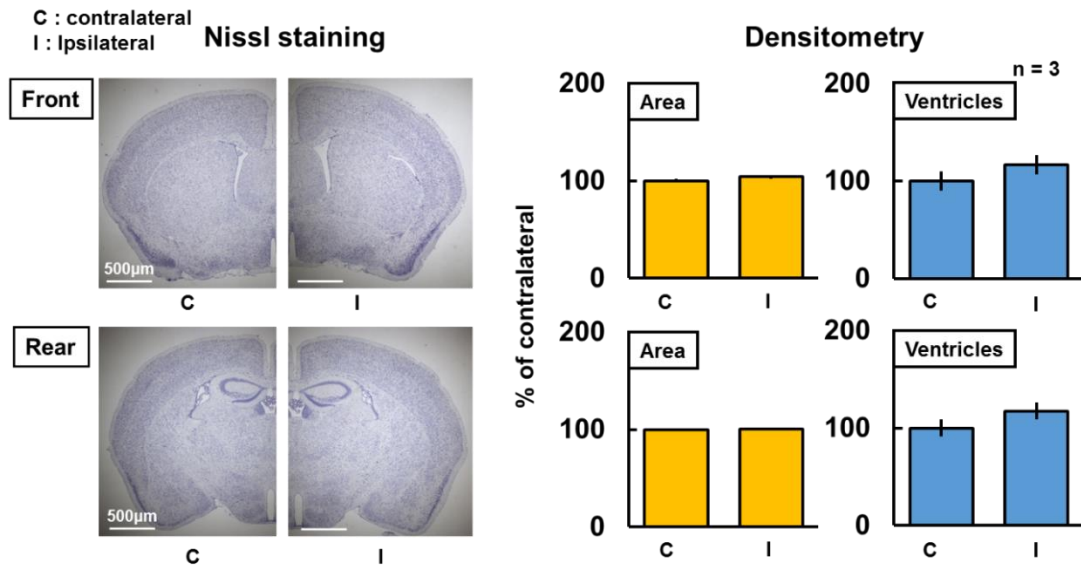 C : contralateral
I : Ipsilateral
Nissl staining
Densitometry
n = 3
Front
500μm
C
I
Rear
500μm
C
I
% of contralateral
200
Area
100
0
C
I
200
Ventricles
100
0
C
I
200
Area
100
0
C
I
200
Ventricles
100
0
C
I